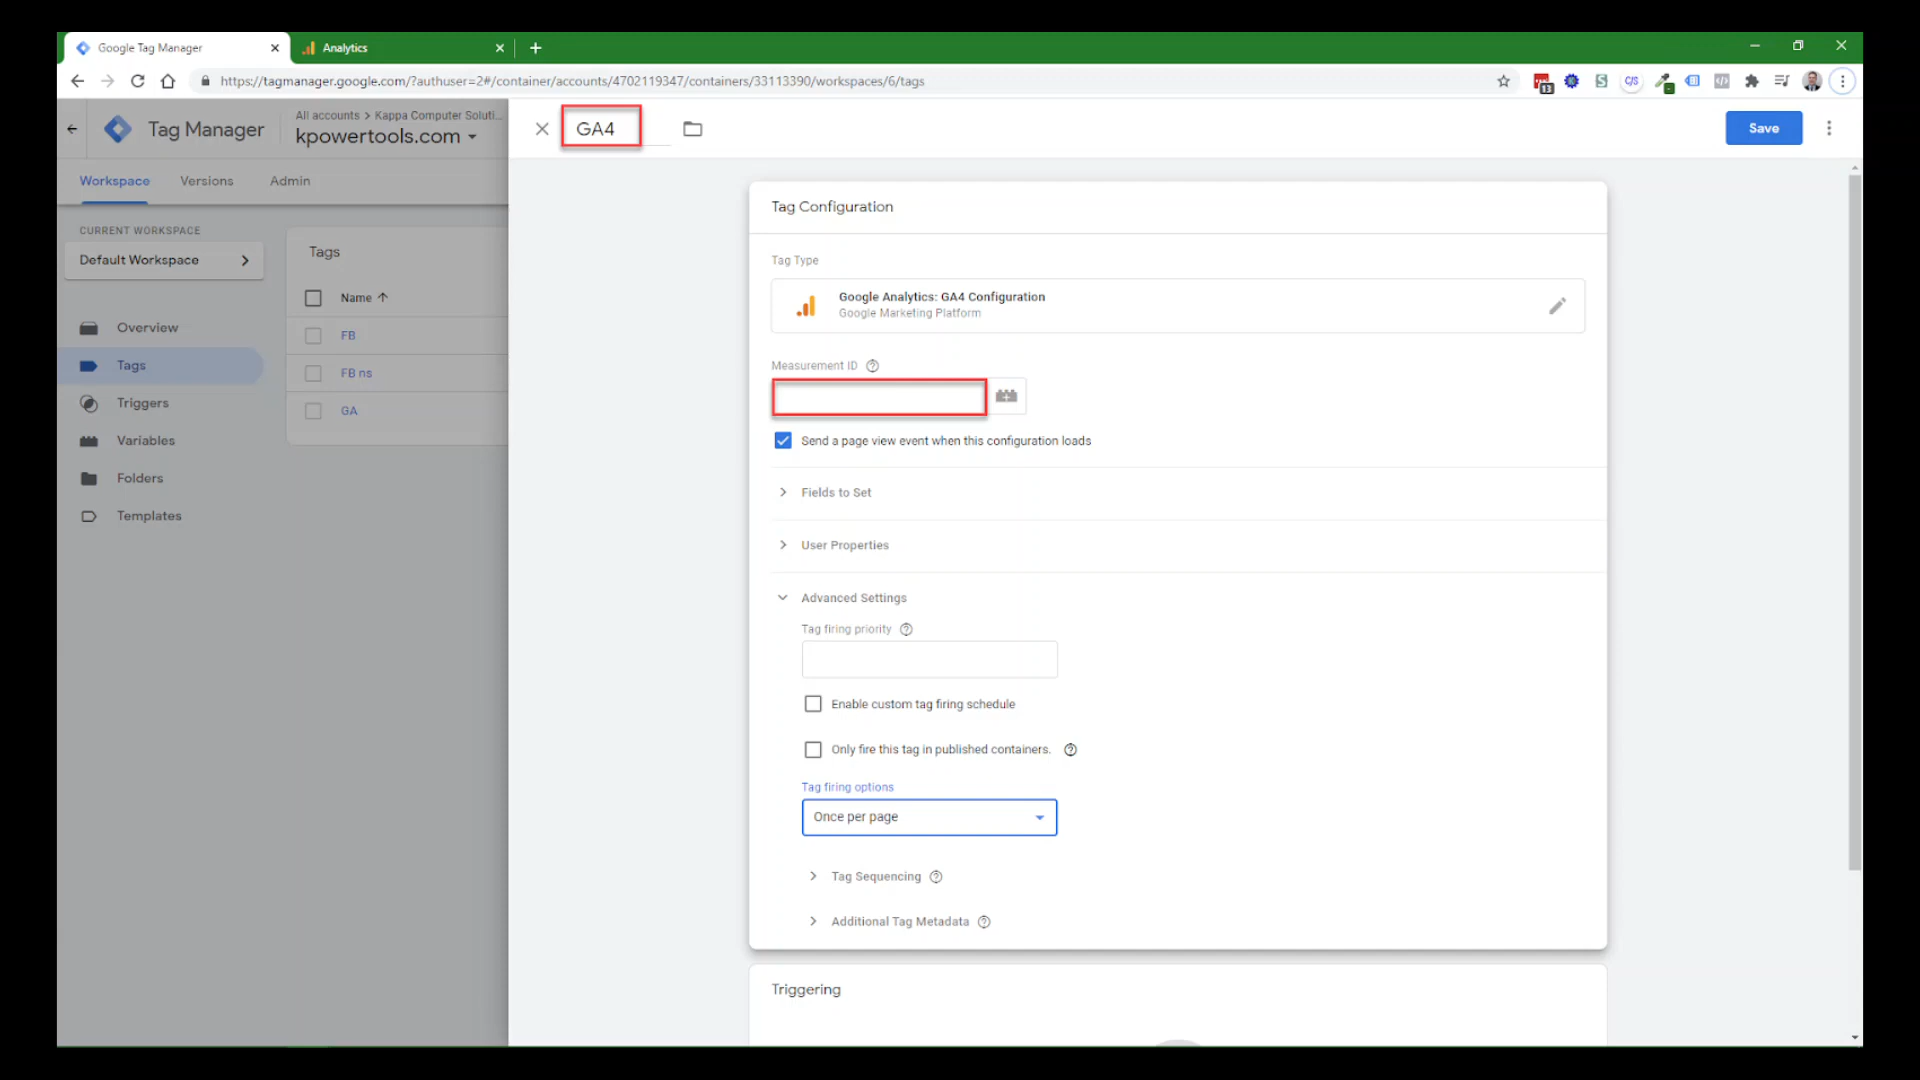 Google Tag Manager
Analytics
https://tagmanager.google.com/?authuser=2#/container/accounts/4702119347/containers/33113390/workspaces/6/tags
13
C/S
Tag Manager
All accounts > Kappa Computer Soluti...
kpowertools.com
GA4
Save
Workspace
Versions
Admin
CURRENT WORKSPACE
Default Workspace
Overview
Tags
Triggers
Variables
Folders
Templates
Tags
Name
FB
FB ns
GA
Tag Configuration
Tag Type
Google Analytics: GA4 Configuration
Google Marketing Platform
Measurement ID
Send a page view event when this configuration loads
Fields to Set
User Properties
Advanced Settings
Tag firing priority
Enable custom tag firing schedule
Only fire this tag in published containers.
Tag firing options
Once per page
Tag Sequencing
Additional Tag Metadata
Triggering